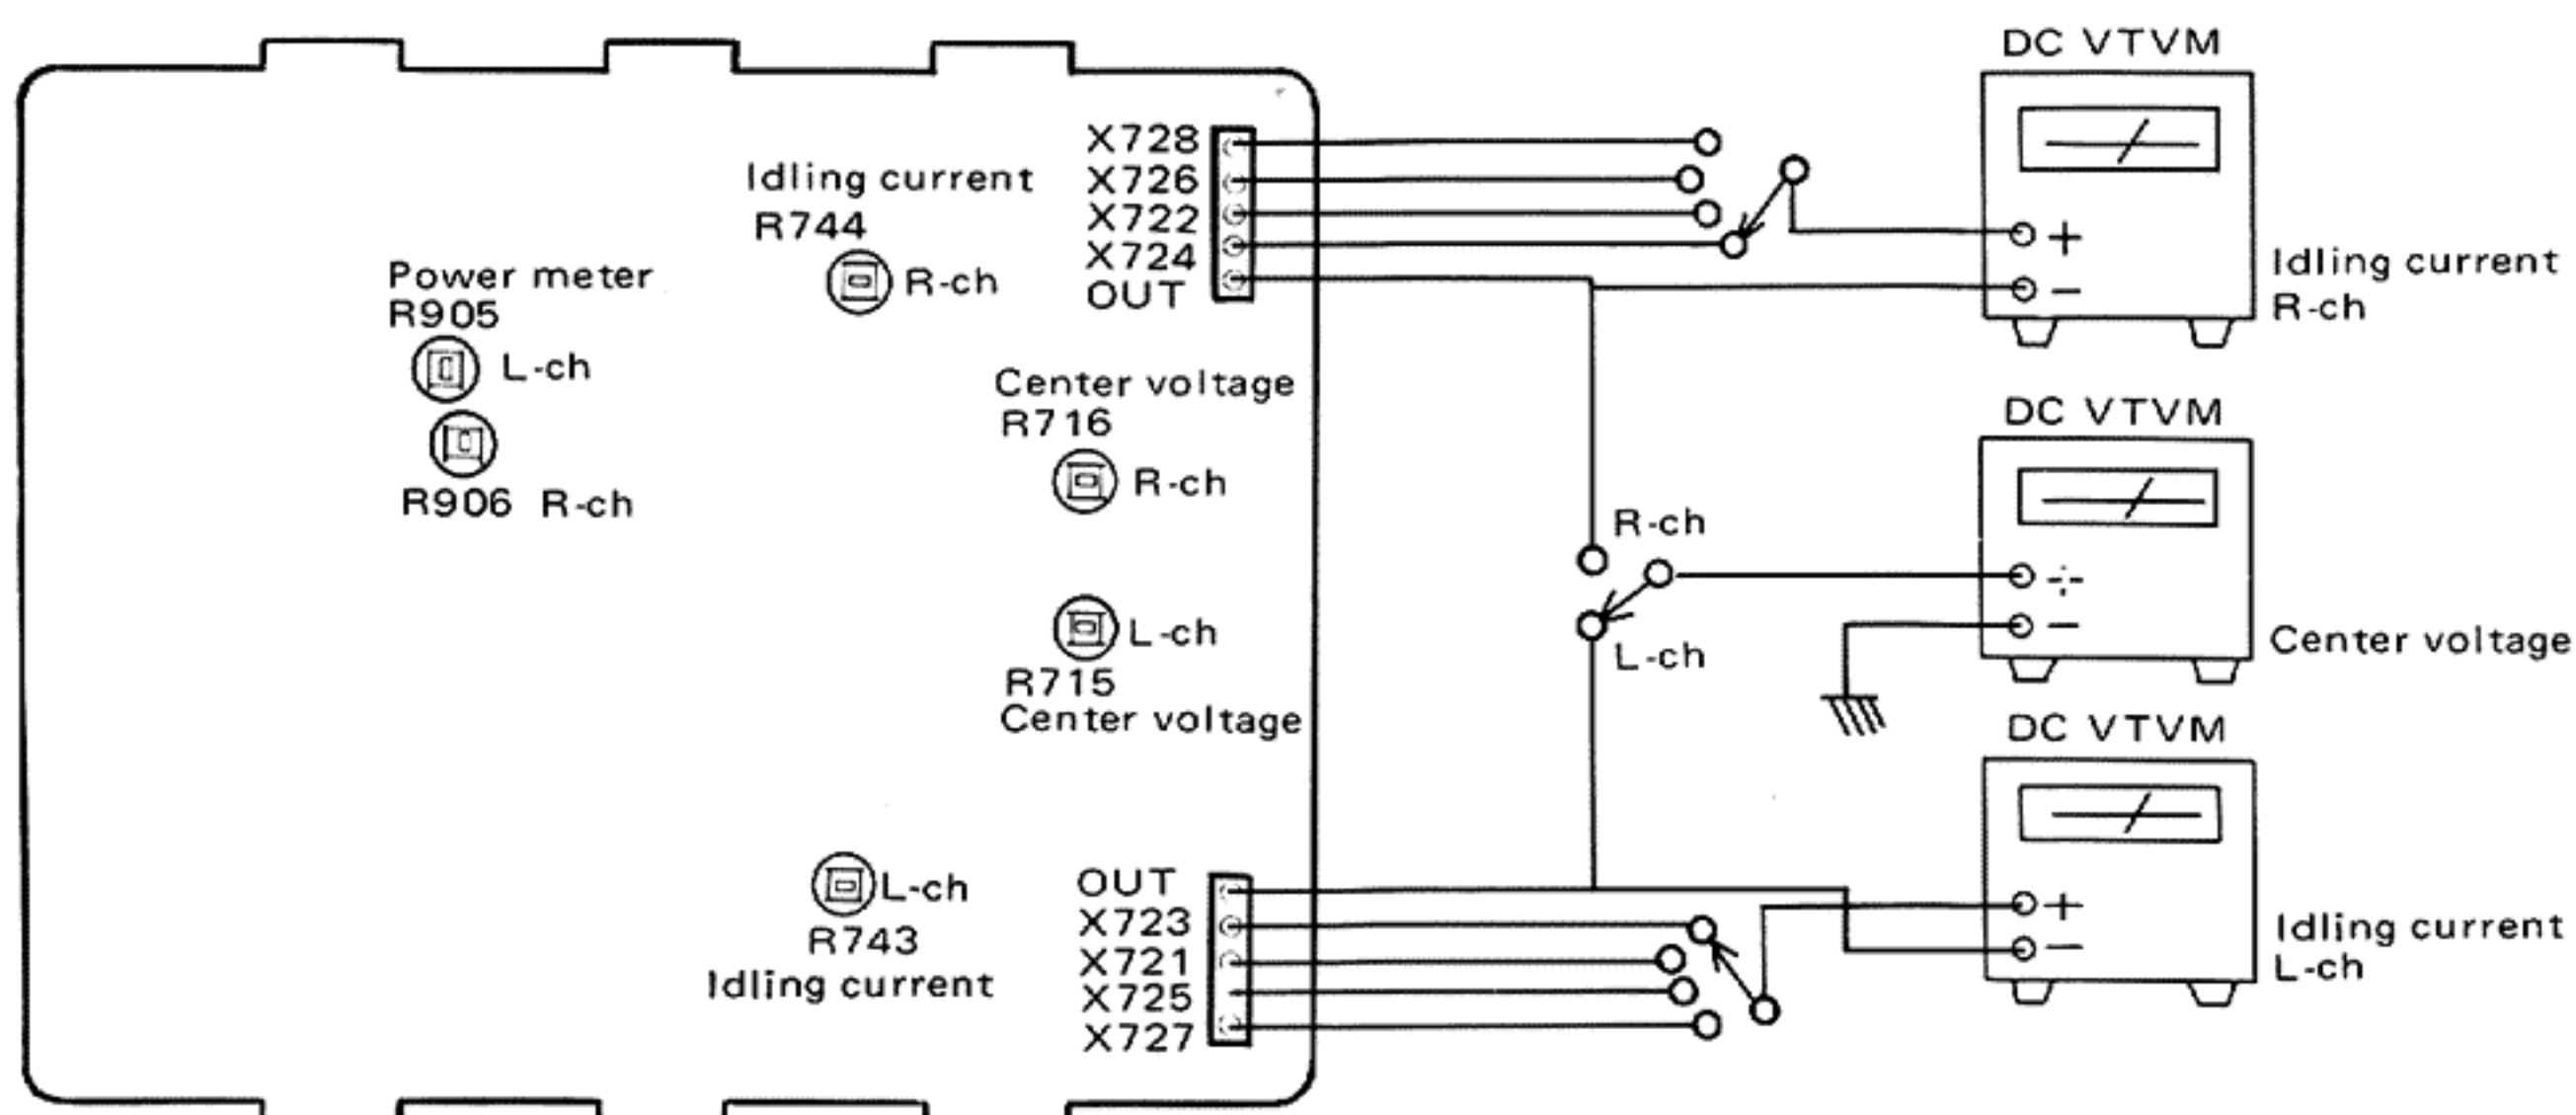 DC VTVM
X728
Idling current
X726
R744
X722
X724
OUT
R-ch
+
−
Idling current
R-ch
Power meter
R905
L-ch
R906 R-ch
Center voltage
R716
R-ch
L-ch
R715
Center voltage
R-ch
L-ch
DC VTVM
+
−
Center voltage
DC VTVM
L-ch
R743
Idling current
OUT
X723
X721
X725
X727
+
−
Idling current
L-ch